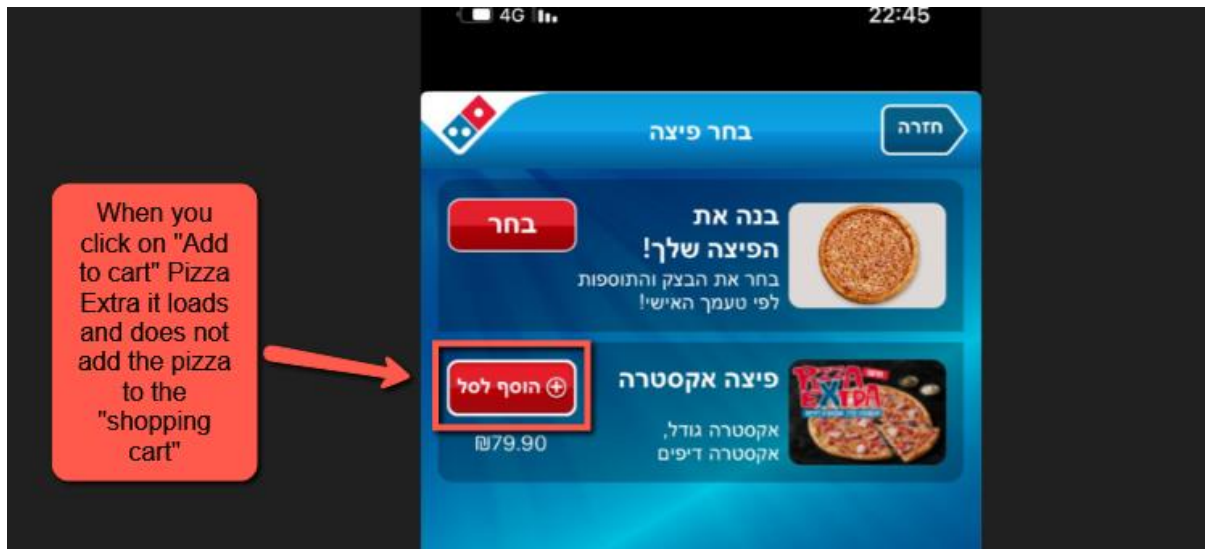 4G
22:45
בחר פיצה
חזרה
When you
click on "Add
to cart" Pizza
Extra it loads
and does not
add the pizza
to the
"shopping
cart"
בנה את
הפיצה שלך!
בחר את הבצק והתוספות
לפי טעמך האישי!
בחר
PIZZA
EXTRA
פיצה אקסטרה
אקסטרה גודל,
אקסטרה דיפים
הוסף לסל
₪79.90